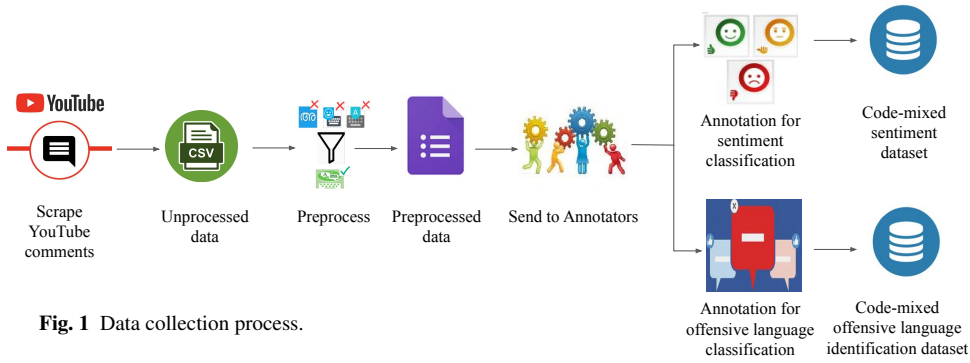 YouTube
CSV
Scrape
YouTube
comments
Unprocessed
data
Preprocess
Preprocessed
data
Send to Annotators
Annotation for
sentiment
classification
Code-mixed
sentiment
dataset
Annotation for
offensive language
classification
Code-mixed
offensive language
identification dataset
Fig. 1 Data collection process.